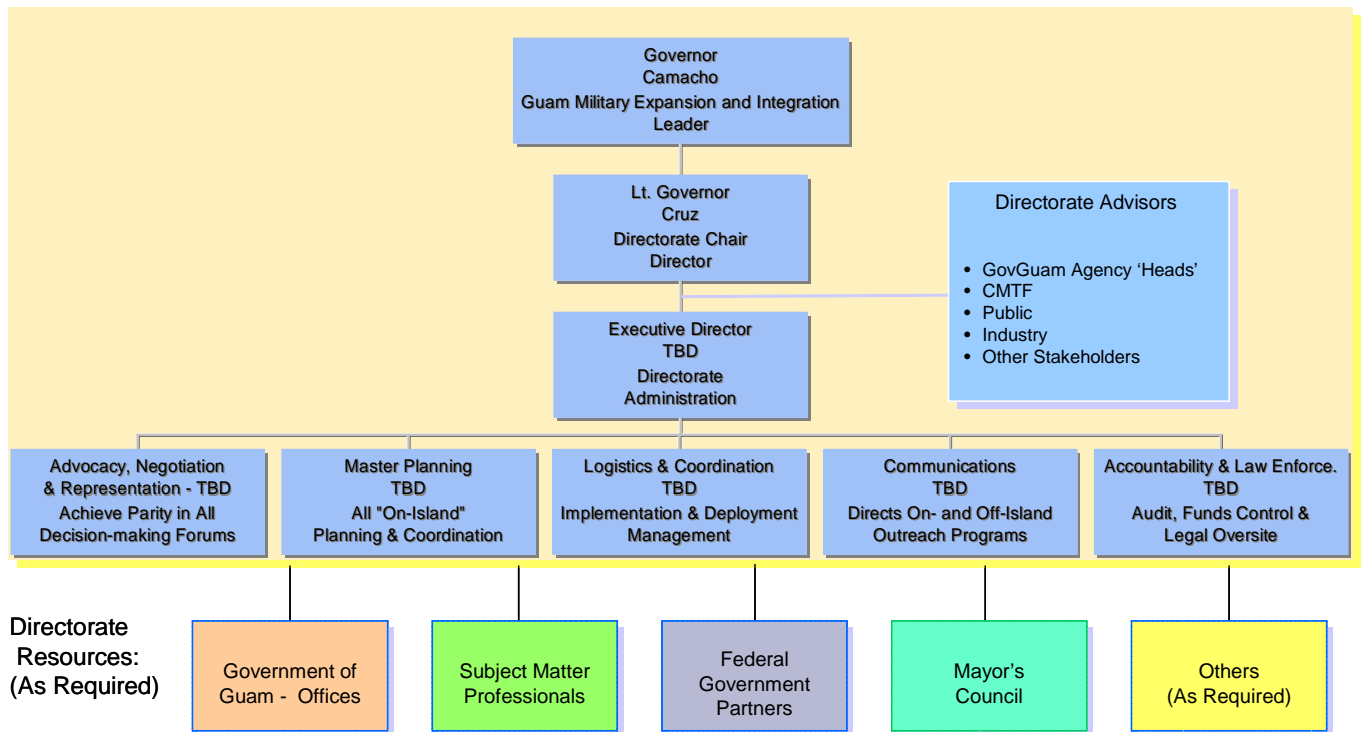 Governor
Camacho
Guam Military Expansion and Integration
Leader
Lt. Governor
Cruz
Directorate Chair
Director
Directorate Advisors
• GovGuam Agency ‘Heads’
• CMTF
• Public
• Industry
• Other Stakeholders
Executive Director
TBD
Directorate
Administration
Advocacy, Negotiation
& Representation - TBD
Achieve Parity in All
Decision-making Forums
Master Planning
TBD
All "On-Island"
Planning & Coordination
Logistics & Coordination
TBD
Implementation & Deployment
Management
Communications
TBD
Directs On- and Off-Island
Outreach Programs
Accountability & Law Enforce.
TBD
Audit, Funds Control &
Legal Oversite
Directorate
Resources:
(As Required)
Government of
Guam - Offices
Subject Matter
Professionals
Federal
Government
Partners
Mayor’s
Council
Others
(As Required)